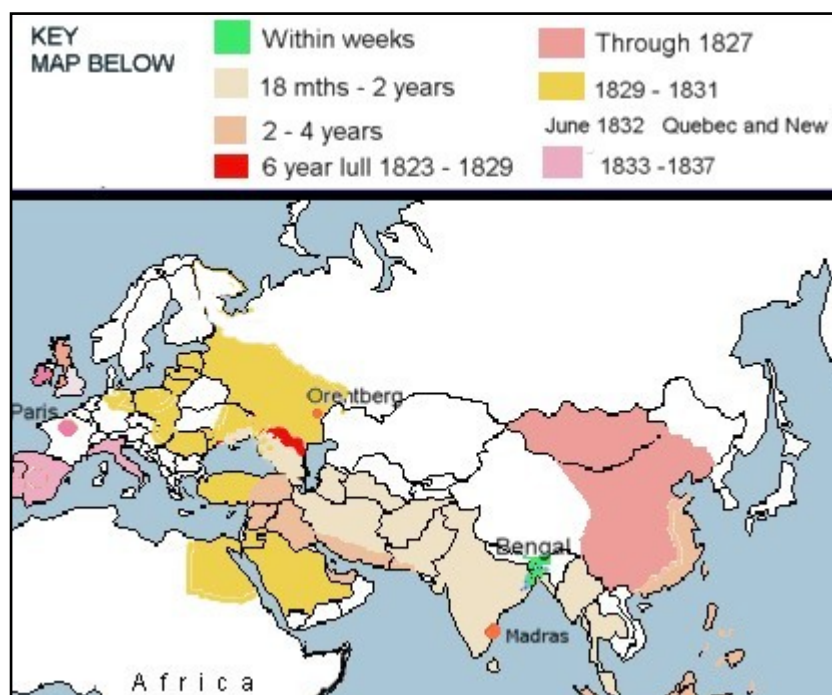 KEY
MAP BELOW
Within weeks
18 mths - 2 years
2 - 4 years
6 year lull 1823 - 1829
Through 1827
1829 - 1831
June 1832 Quebec and New
1833 -1837
Orentberg
Paris
Bengal
Madras
Africa